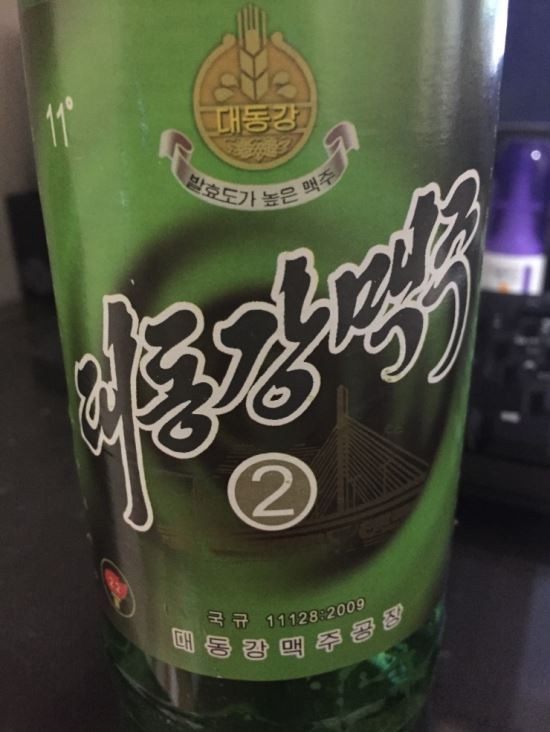 대동강
11°
발효도가 높은 맥주
대동강맥주
2
국규 11128:2009
대동강맥주공장